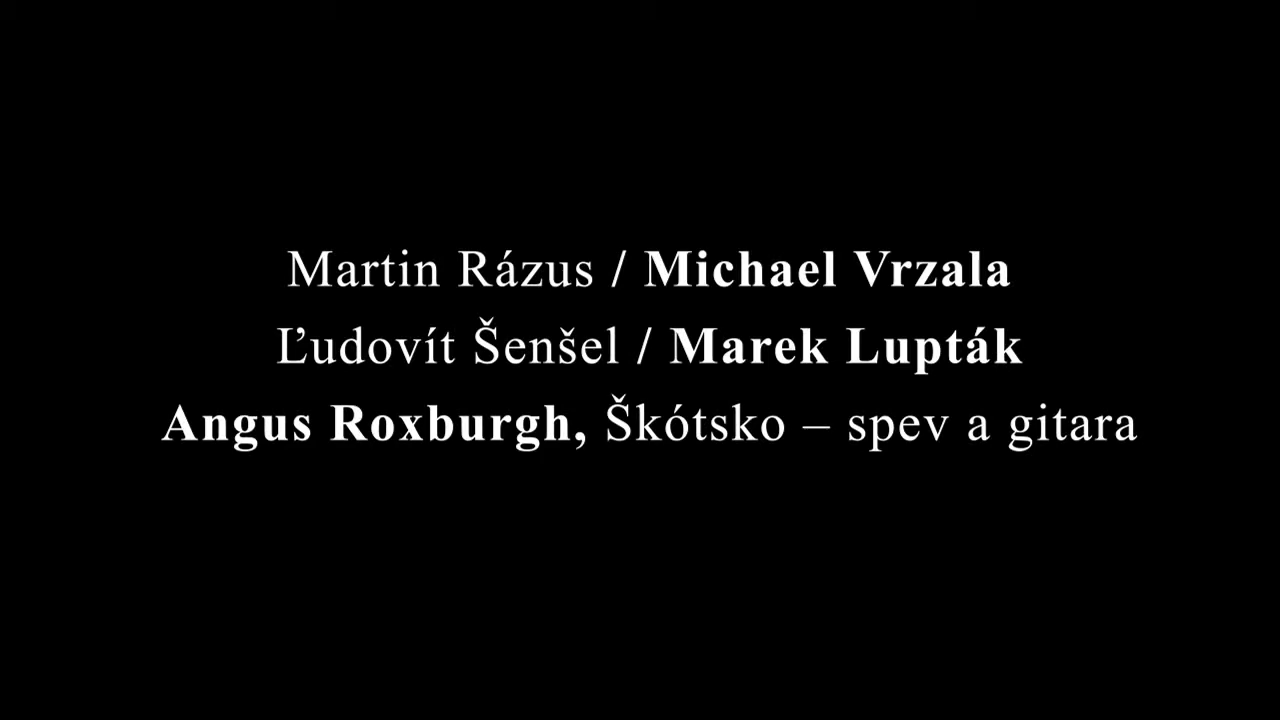 Martin Rázus / Michael Vrzala
Ľudovít Šenšel / Marek Lupták
Angus Roxburgh, Škótsko – spev a gitara